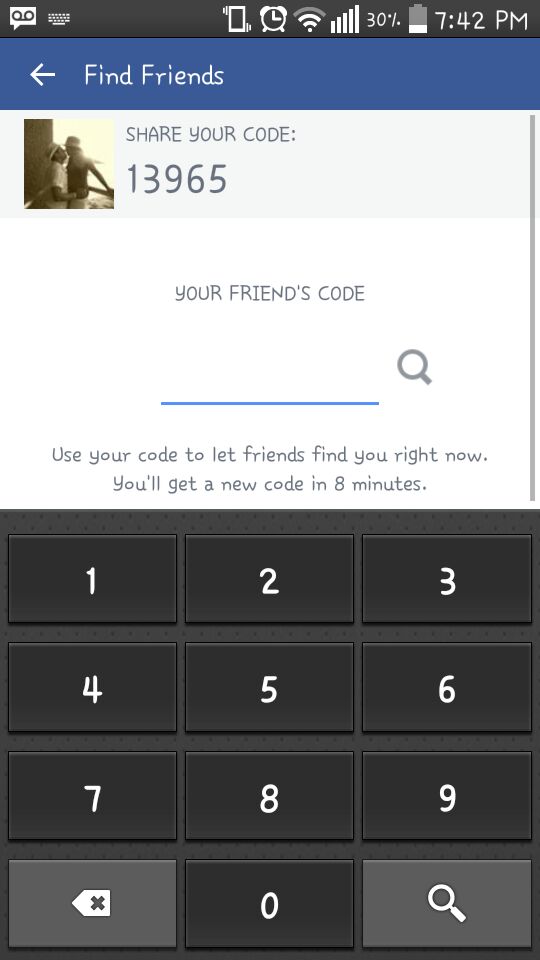 30% 7:42 PM
Find Friends
SHARE YOUR CODE:
13965
YOUR FRIEND'S CODE
Use your code to let friends find you right now.
You'll get a new code in 8 minutes.
1 2 3
4 5 6
7 8 9
0